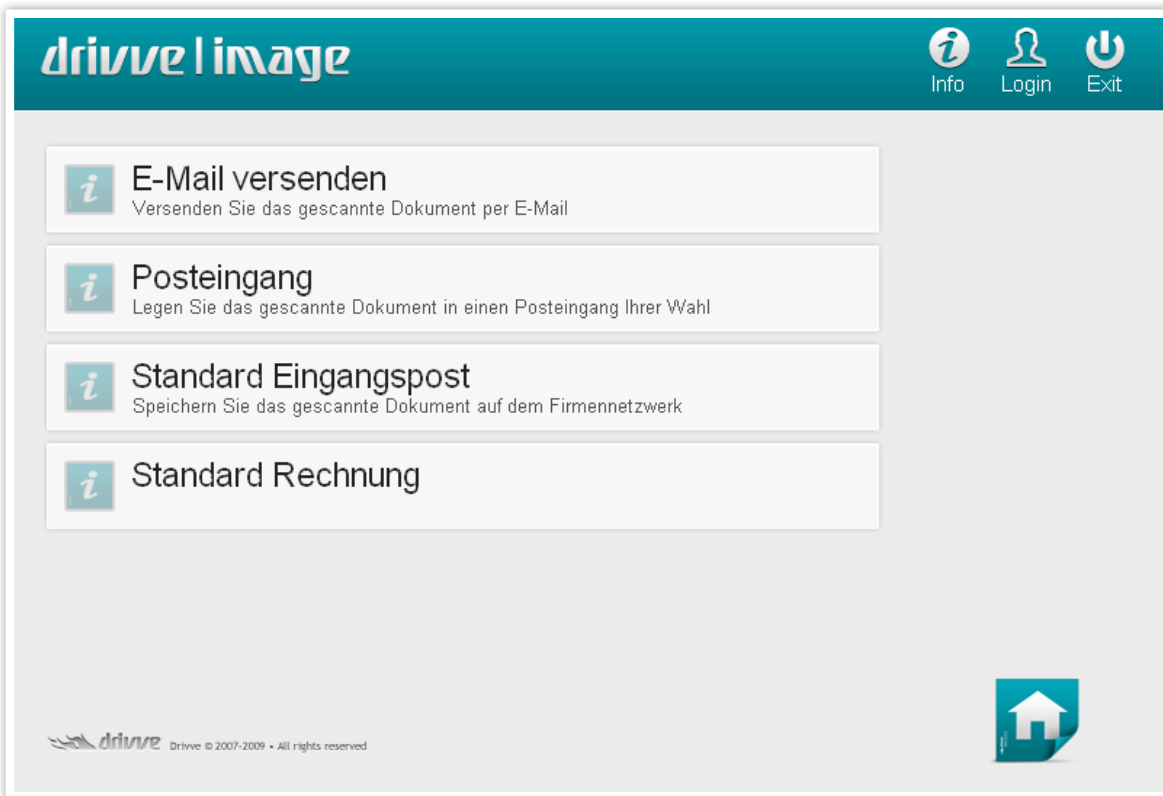 drivve | image
Info
Login
Exit
E-Mail versenden
Versenden Sie das gescannte Dokument per E-Mail
Posteingang
Legen Sie das gescannte Dokument in einen Posteingang Ihrer Wahl
Standard Eingangspost
Speichern Sie das gescannte Dokument auf dem Firmennetzwerk
Standard Rechnung
drivve Drivve © 2007-2009 • All rights reserved